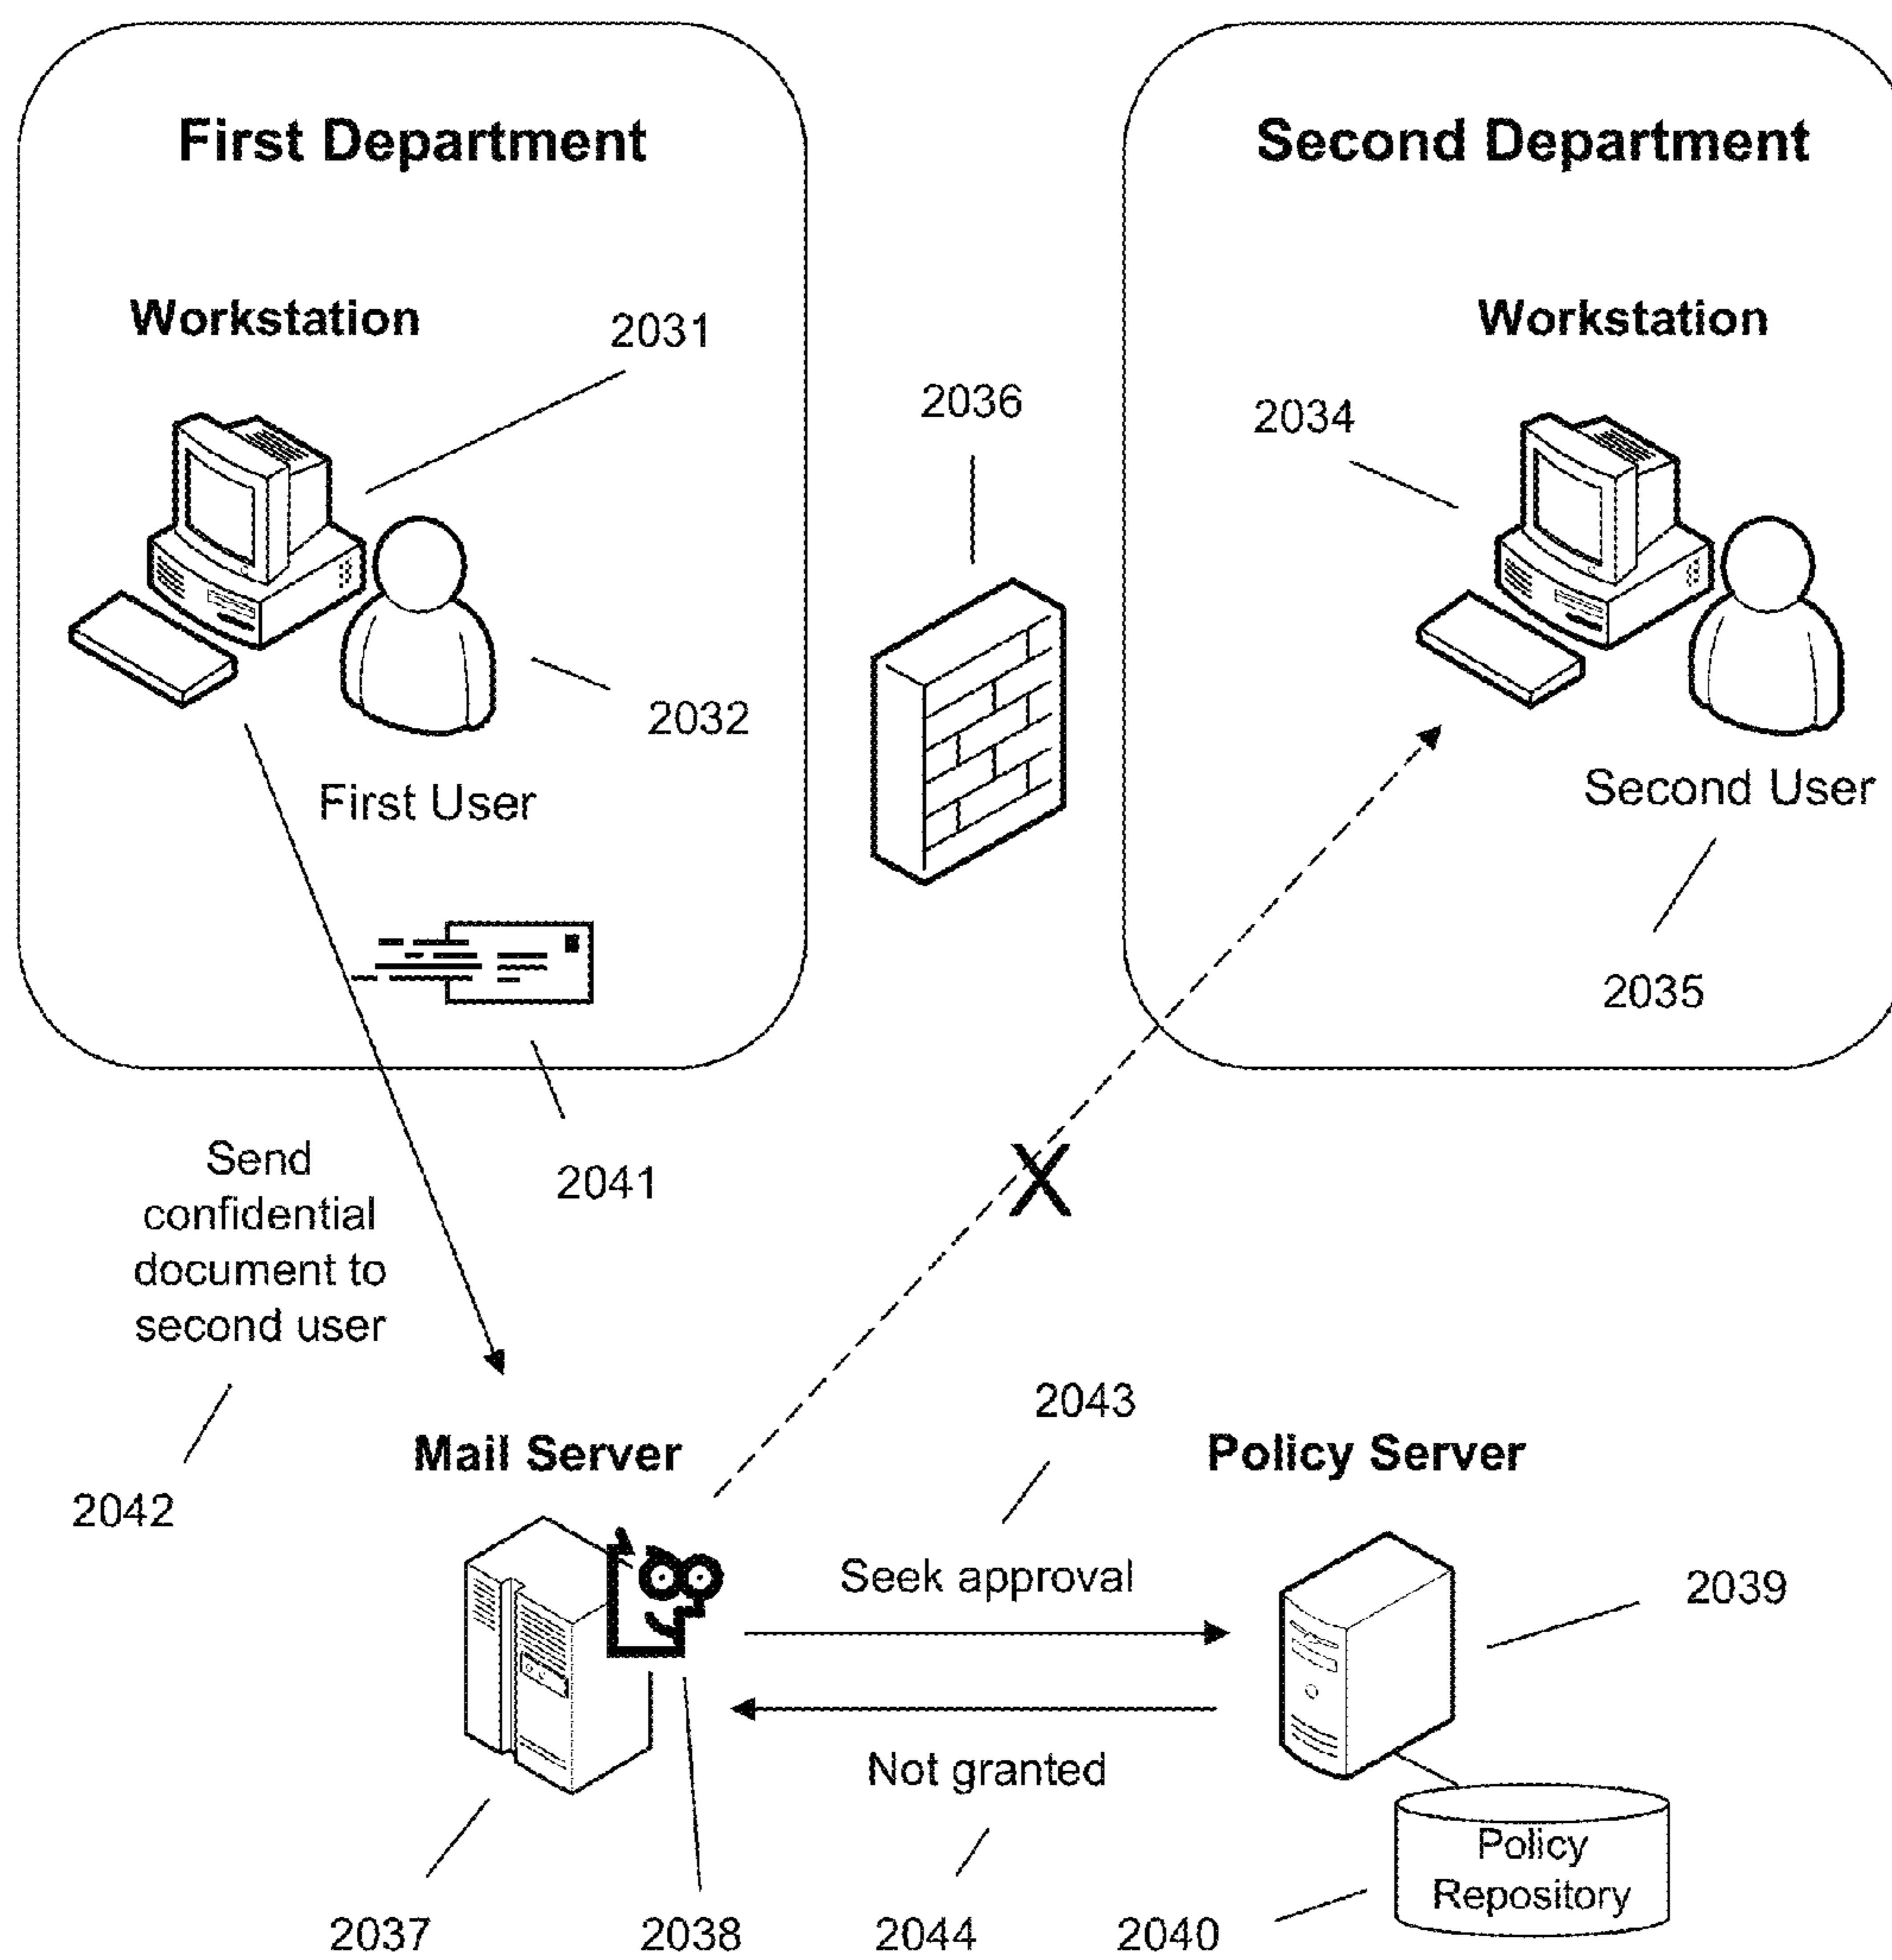 First Department
Second Department
Workstation
2031
Workstation
2036
2034
2032
First User
Second User
2035
2041
Send
confidential
document to
second user
2042
2043
Mail Server
Policy Server
Seek approval
2039
Not granted
Policy
Repository
2037
2038
2044
2040
X